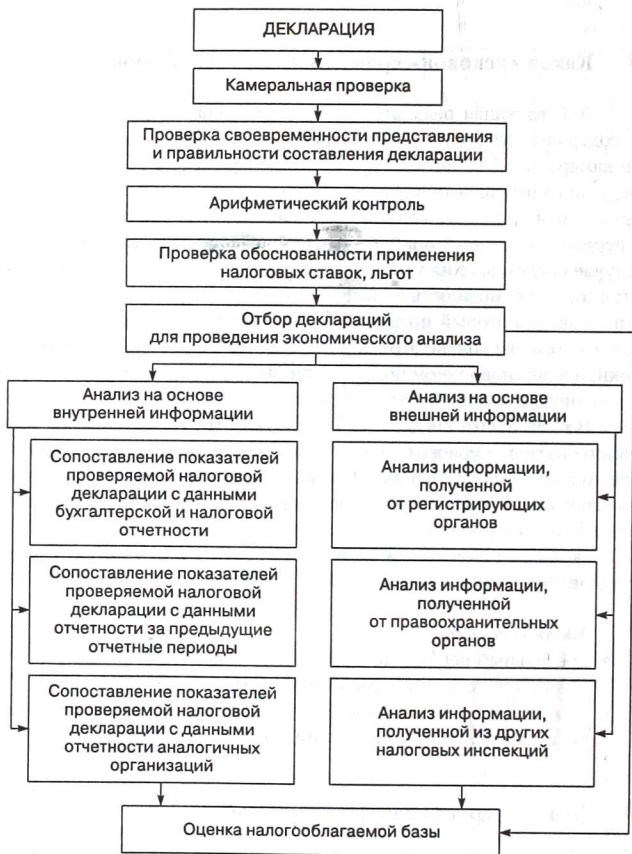 ДЕКЛАРАЦИЯ
Камеральная проверка
Проверка своевременности представления
и правильности составления декларации
Арифметический контроль
Проверка обоснованности применения
налоговых ставок, льгот
Отбор деклараций
для проведения экономического анализа
Анализ на основе
внутренней информации
Сопоставление показателей
проверяемой налоговой
декларации с данными
бухгалтерской и налоговой
отчетности
Сопоставление показателей
проверяемой налоговой
декларации с данными
отчетности за предыдущие
отчетные периоды
Сопоставление показателей
проверяемой налоговой
декларации с данными
отчетности аналогичных
организаций
Анализ на основе
внешней информации
Анализ информации,
полученной
от регистрирующих
органов
Анализ информации,
полученной
от правоохранительных
органов
Анализ информации,
полученной из других
налоговых инспекций
Оценка налогооблагаемой базы